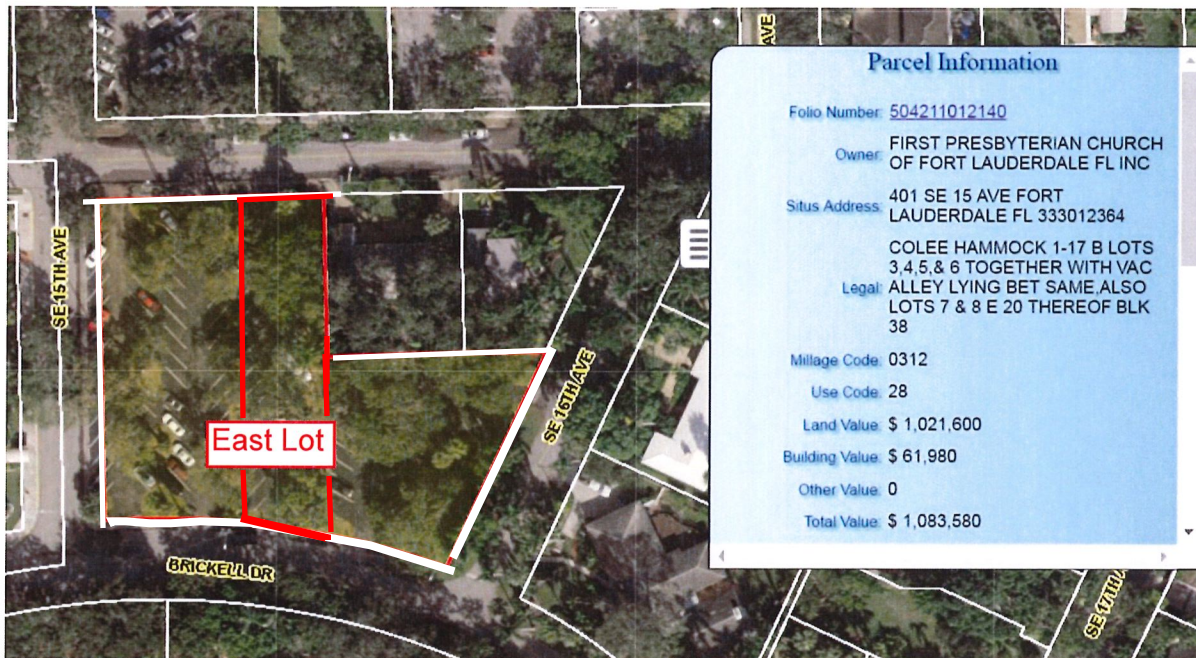 AVE
SE 15TH AVE
East Lot
SE 16TH AVE
BRICKELL DR
Parcel Information
Folio Number: 504211012140
Owner: FIRST PRESBYTERIAN CHURCH
OF FORT LAUDERDALE FL INC
Situs Address: 401 SE 15 AVE FORT
LAUDERDALE FL 333012364
Legal: COLEE HAMMOCK 1-17 B LOTS
3,4,5,& 6 TOGETHER WITH VAC
ALLEY LYING BET SAME,ALSO
LOTS 7 & 8 E 20 THEREOF BLK
38
Millage Code: 0312
Use Code: 28
Land Value: $ 1,021,600
Building Value: $ 61,980
Other Value: 0
Total Value: $ 1,083,580
SE 17TH A